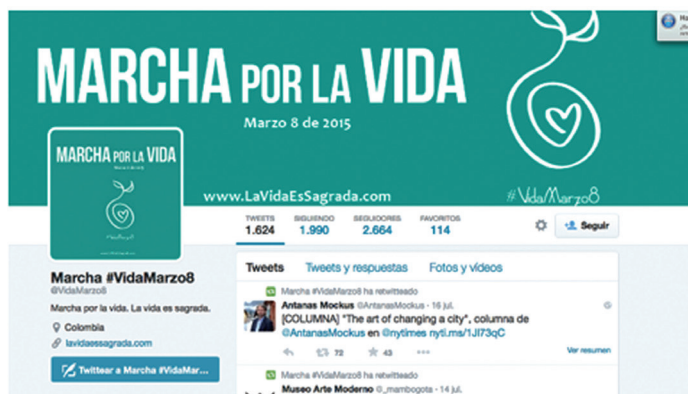 MARCHA POR LA VIDA
Marzo 8 de 2015
www.LaVidaEsSagrada.com
#VidaMarzo8
MARCHA POR LA VIDA
TWEETS SIGUIENDO SEGUIDORES FAVORITOS
1.624 1.990 2.664 114
Seguir
Marcha #VidaMarzo8
@VidaMarzo8
Marcha por la vida. La vida es sagrada.
Colombia
lavidaessagrada.com
Twittear a Marcha #VidaMar...
Tweets Tweets y respuestas Fotos y vídeos
Marcha #VidaMarzo8 ha retwitteado
Antanas Mockus @AntanasMockus · 16 jul.
[COLUMNA] "The art of changing a city", columna de
@AntanasMockus en @nytimes nyti.ms/1JI73qC
72 43
Ver resumen
Marcha #VidaMarzo8 ha retwitteado
Museo Arte Moderno @_mambogota · 14 jul.